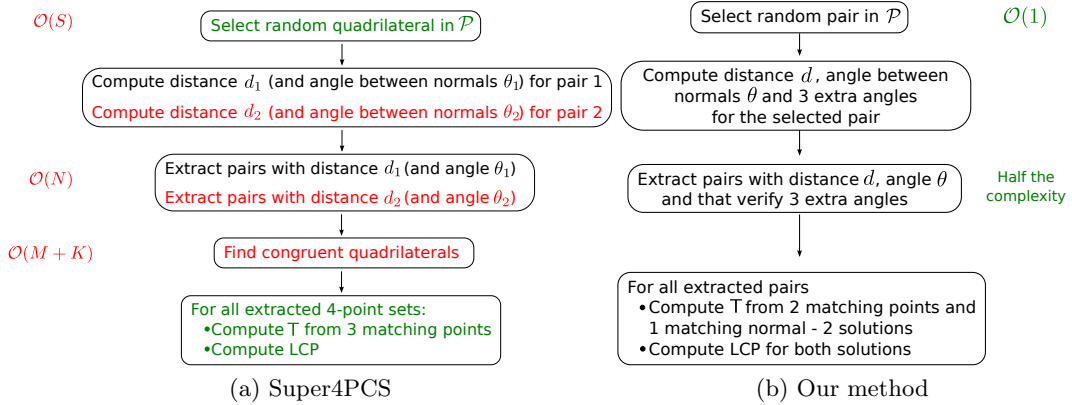 O(S)
Select random quadrilateral in P
Compute distance d₁ (and angle between normals θ₁) for pair 1
Compute distance d₂ (and angle between normals θ₂) for pair 2
O(N)
Extract pairs with distance d₁ (and angle θ₁)
Extract pairs with distance d₂ (and angle θ₂)
O(M + K)
Find congruent quadrilaterals
For all extracted 4-point sets:
•Compute T from 3 matching points
•Compute LCP
(a) Super4PCS
Select random pair in P
O(1)
Compute distance d, angle between
normals θ and 3 extra angles
for the selected pair
Extract pairs with distance d, angle θ
and that verify 3 extra angles
Half the
complexity
For all extracted pairs
•Compute T from 2 matching points and
1 matching normal - 2 solutions
•Compute LCP for both solutions
(b) Our method